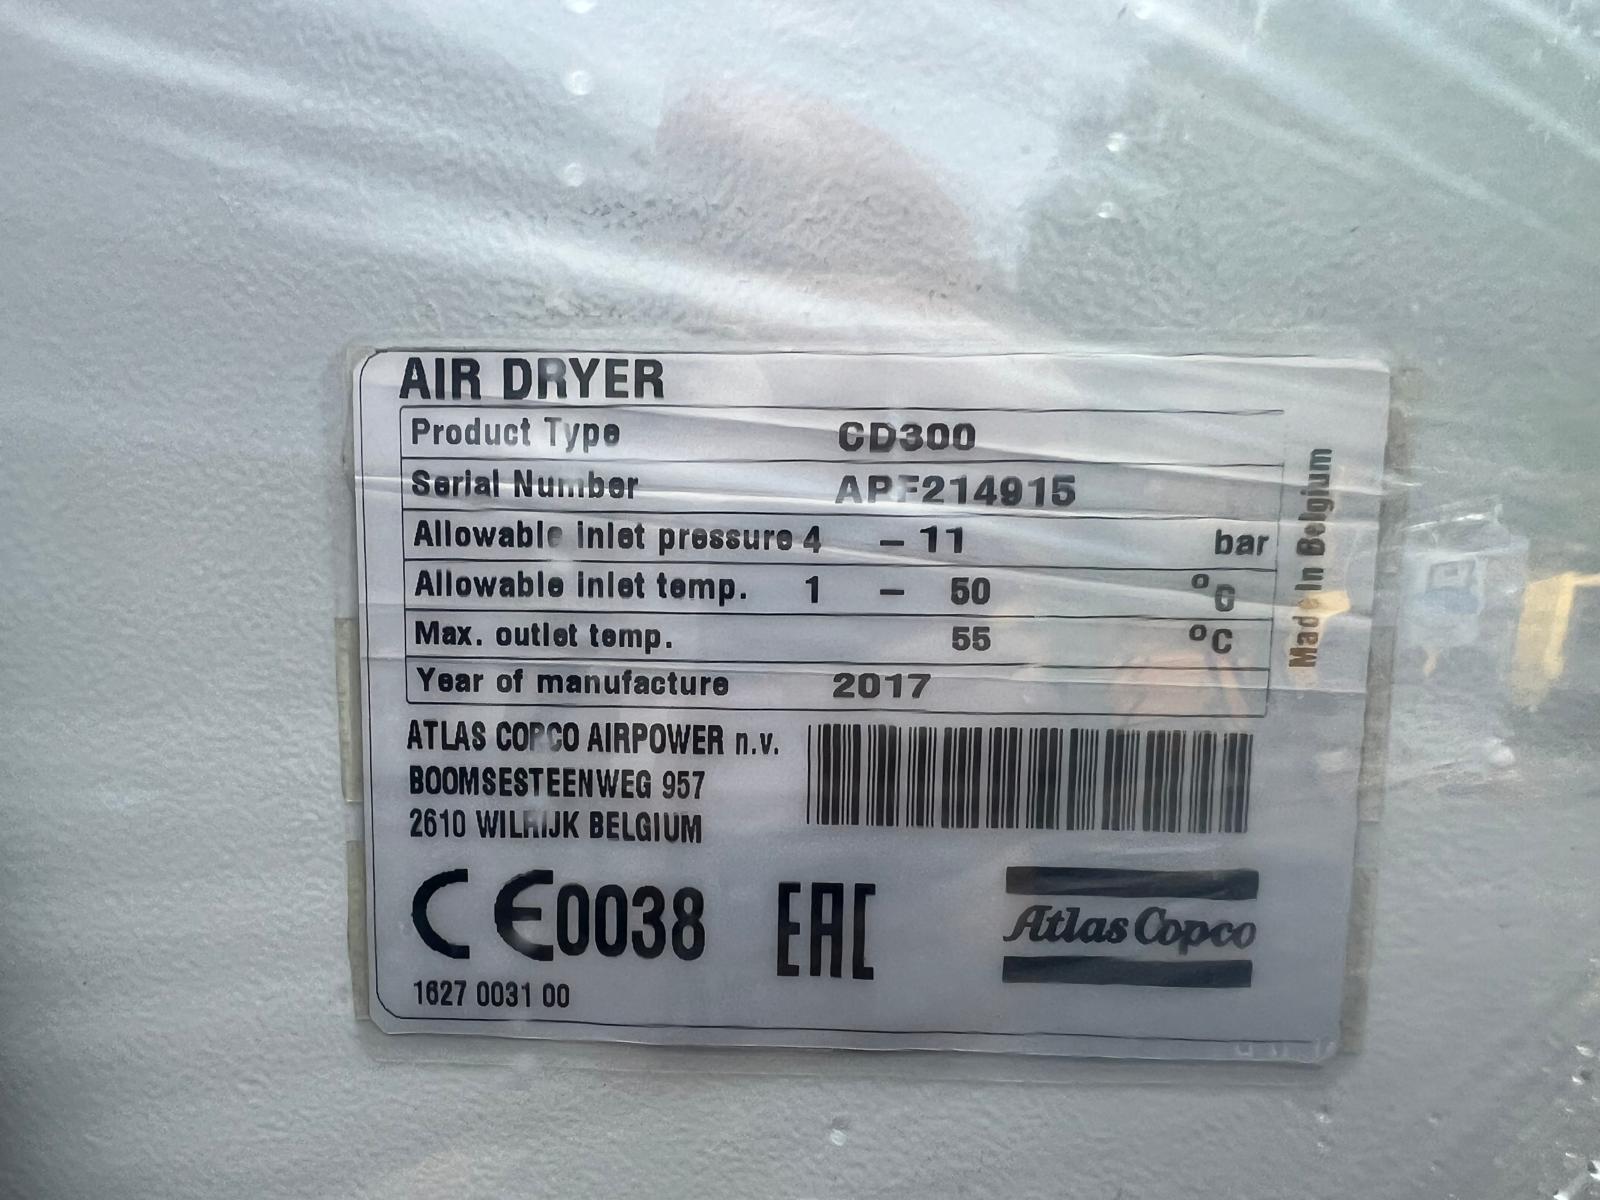 AIR DRYER
Product Type CD300
Serial Number APF214915
Allowable inlet pressure 4 – 11 bar
Allowable inlet temp. 1 – 50 °C
Max. outlet temp. 55 °C
Year of manufacture 2017
Made In Belgium
ATLAS COPCO AIRPOWER n.v.
BOOMSESTEENWEG 957
2610 WILRIJK BELGIUM
CE0038
EAC
Atlas Copco
1627 0031 00